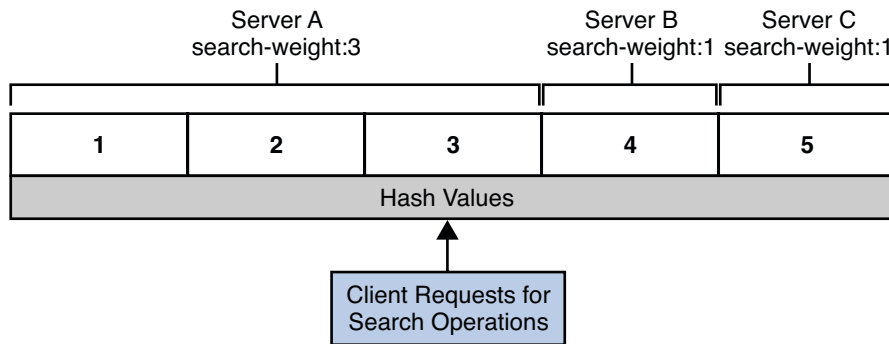 Server A
search-weight:3
Server B
search-weight:1
Server C
search-weight:1
1
2
3
4
5
Hash Values
Client Requests for
Search Operations